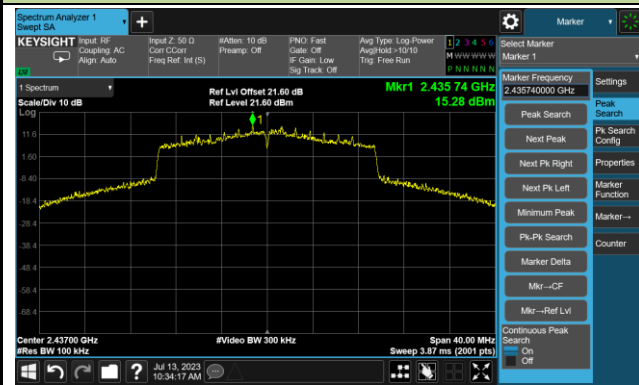 Spectrum Analyzer 1
Swept SA
+
Marker
KEYSIGHT
Input: RF
Coupling: AC
Align: Auto
Input Z: 50 Ω
Corr CCorr
Freq Ref: Int (S)
#Atten: 10 dB
Preamp: Off
PNO: Fast
Gate: Off
IF Gain: Low
Sig Track: Off
Avg Type: Log-Power
Avg|Hold:>10/10
Trig: Free Run
1 2 3 4 5 6
M W W W W W
P N N N N N
Select Marker
Marker 1
1 Spectrum
Scale/Div 10 dB
Log
Ref Lvl Offset 21.60 dB
Ref Level 21.60 dBm
Mkr1 2.435 74 GHz
15.28 dBm
1
11.6
1.60
-8.40
-18.4
-28.4
-38.4
-48.4
-58.4
-68.4
Center 2.43700 GHz
#Res BW 100 kHz
#Video BW 300 kHz
Span 40.00 MHz
Sweep 3.87 ms (2001 pts)
Marker Frequency
2.435740000 GHz
Peak Search
Next Peak
Next Pk Right
Next Pk Left
Minimum Peak
Pk-Pk Search
Marker Delta
Mkr→CF
Mkr→Ref Lvl
Continuous Peak
Search
On
Off
Settings
Peak
Search
Pk Search
Config
Properties
Marker
Function
Marker→
Counter
?
Jul 13, 2023
10:34:17 AM